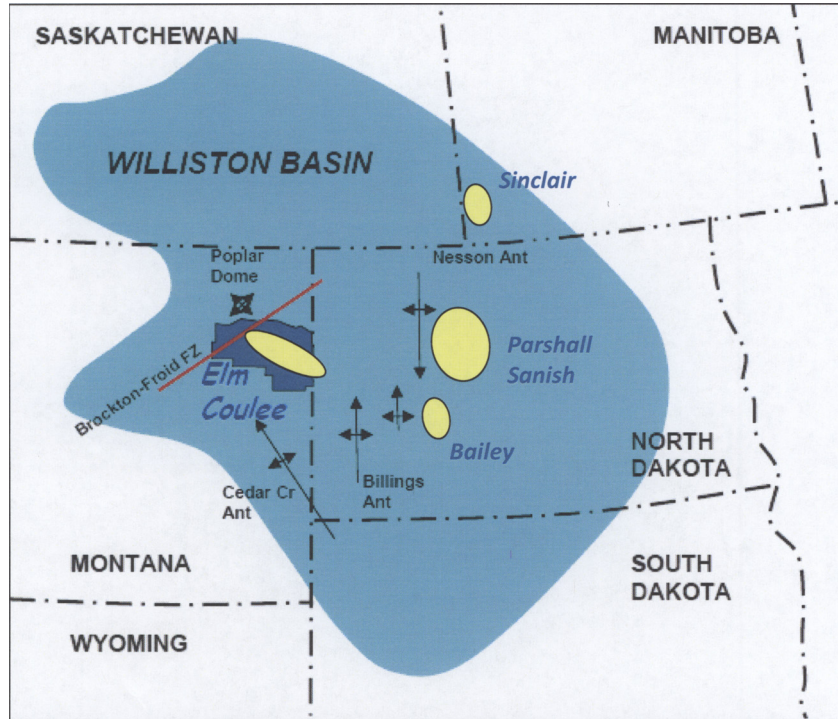 SASKATCHEWAN
MANITOBA
WILLISTON BASIN
Sinclair
Poplar
Dome
Nesson Ant
Brockton-Froid FZ
Parshall
Sanish
Elm
Coulee
Bailey
NORTH
DAKOTA
Cedar Cr
Ant
Billings
Ant
MONTANA
SOUTH
DAKOTA
WYOMING